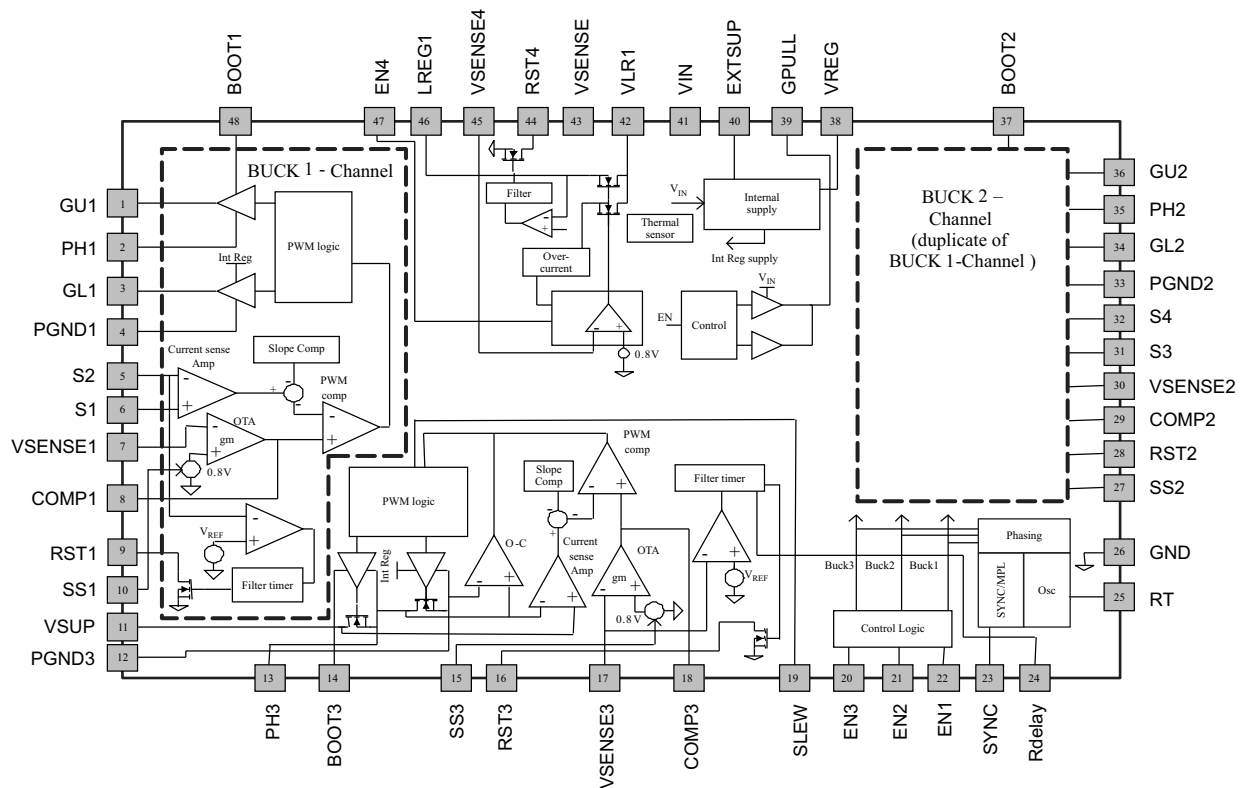 BOOT1
EN4
LREG1
VSENSE4
RST4
VSENSE
VLR1
VIN
EXTSUP
GPULL
VREG
BOOT2
48
47
46
45
44
43
42
41
40
39
38
37
GU1
PH1
GL1
PGND1
S2
S1
VSENSE1
COMP1
RST1
SS1
VSUP
PGND3
1
2
3
4
5
6
7
8
9
10
11
12
BUCK 1 - Channel
PWM logic
Int Reg
Current sense
Amp
Slope Comp
-
+
-
-
+
PWM
comp
-
+
OTA
-
gm
+
0.8V
-
+
VREF
Filter timer
Filter
-
+
Over-
current
-
+
0.8V
Thermal
sensor
VIN
Internal
supply
Int Reg supply
EN
Control
VIN
BUCK 2 –
Channel
(duplicate of
BUCK 1-Channel )
36
35
34
33
32
31
30
29
28
27
26
25
GU2
PH2
GL2
PGND2
S4
S3
VSENSE2
COMP2
RST2
SS2
GND
RT
PWM logic
Int Reg
O-C
-
+
Slope
Comp
-
-
+
Current
sense
Amp
-
+
PWM
comp
-
+
OTA
gm
-
+
0.8V
Filter timer
-
+
VREF
Buck3
Buck2
Buck1
Phasing
SYNC/MPL
Osc
Control Logic
13
14
15
16
17
18
19
20
21
22
23
24
PH3
BOOT3
SS3
RST3
VSENSE3
COMP3
SLEW
EN3
EN2
EN1
SYNC
Rdelay